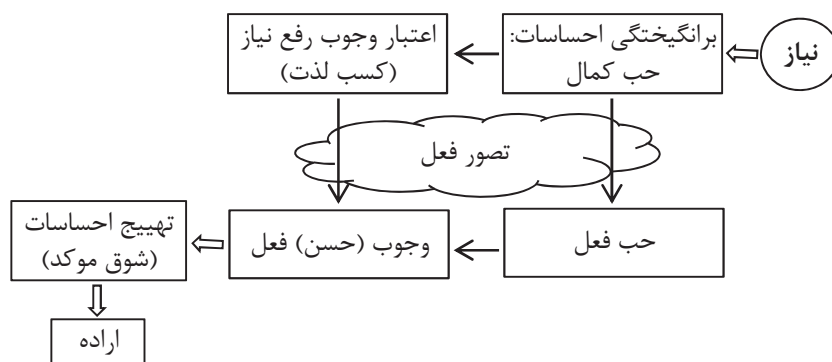 نیاز
برانگیختگی احساسات:
حب کمال
اعتبار وجوب رفع نیاز
(کسب لذت)
تصور فعل
حب فعل
وجوب (حسن) فعل
تهییج احساسات
(شوق موکد)
اراده